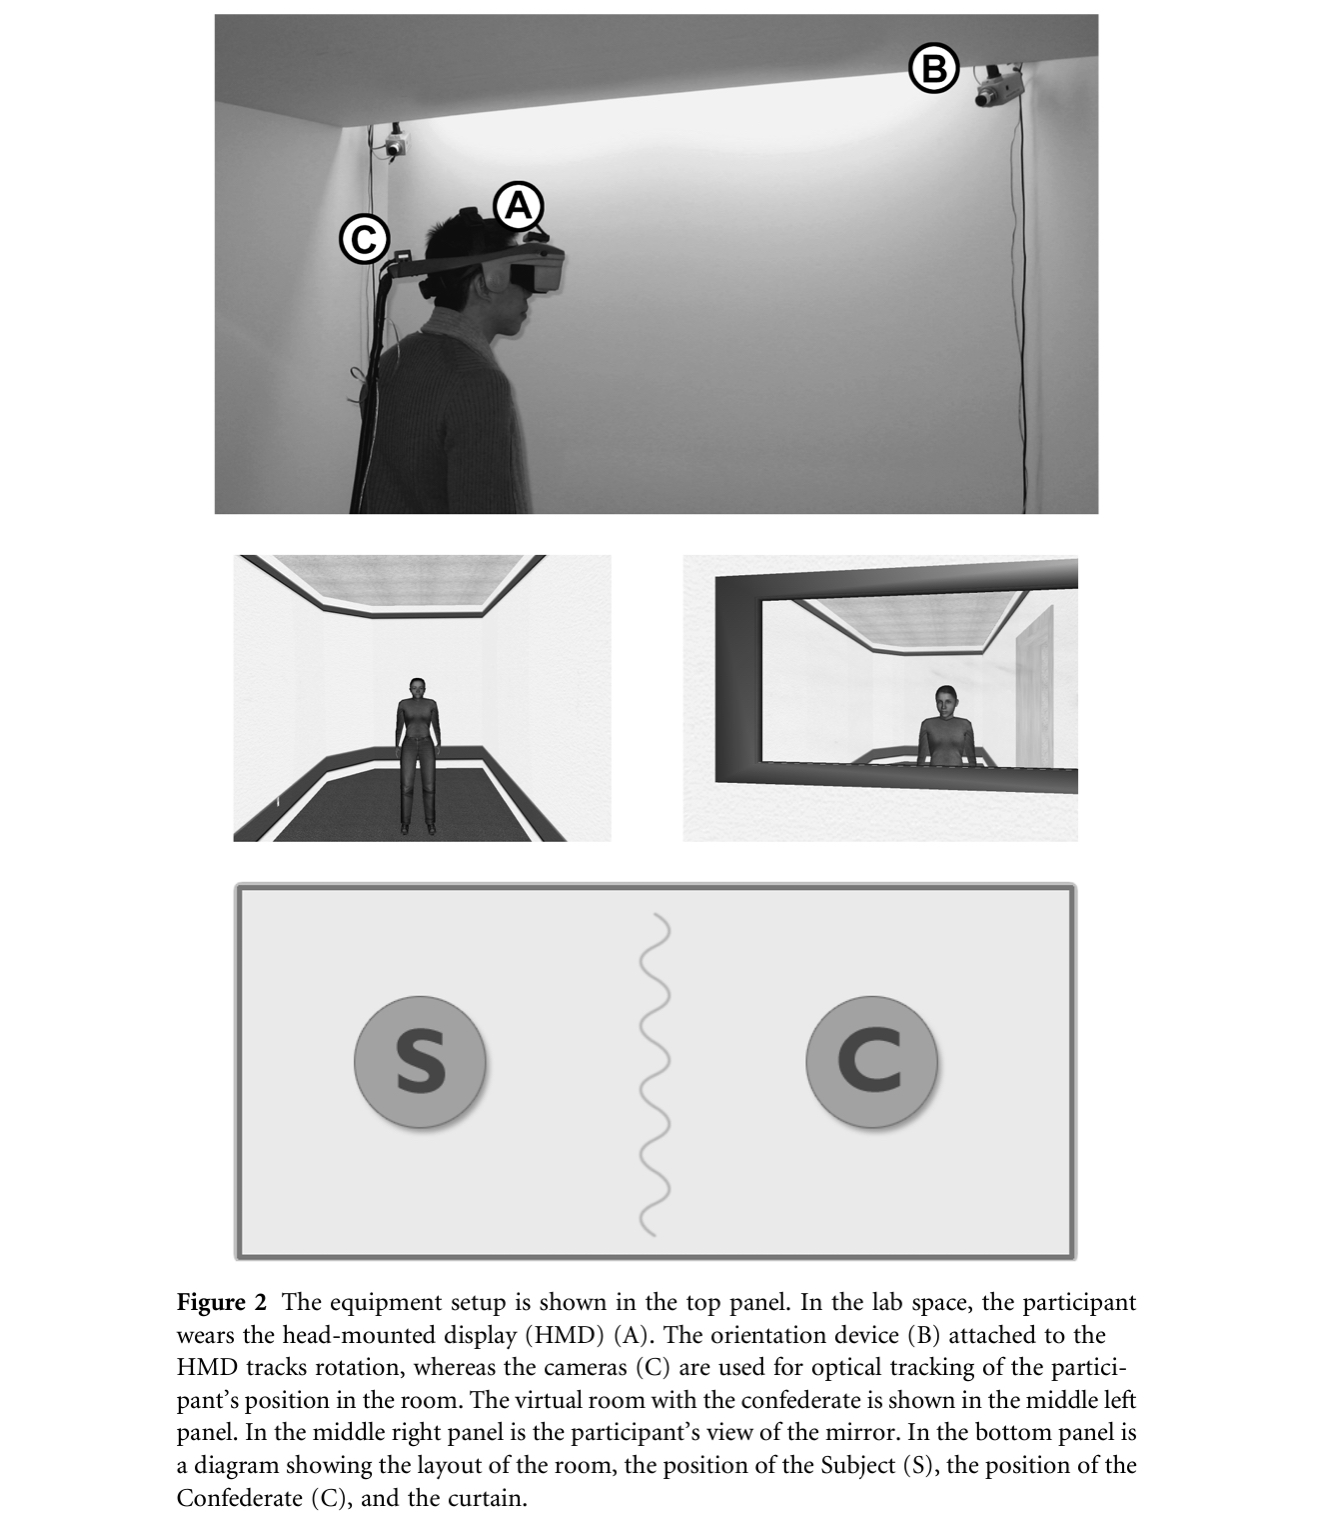 B
A
C
S
C
Figure 2 The equipment setup is shown in the top panel. In the lab space, the participant
wears the head-mounted display (HMD) (A). The orientation device (B) attached to the
HMD tracks rotation, whereas the cameras (C) are used for optical tracking of the partici-
pant's position in the room. The virtual room with the confederate is shown in the middle left
panel. In the middle right panel is the participant's view of the mirror. In the bottom panel is
a diagram showing the layout of the room, the position of the Subject (S), the position of the
Confederate (C), and the curtain.